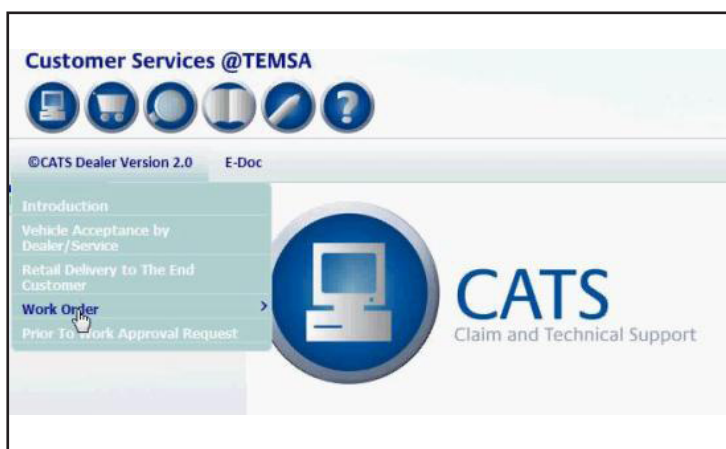 Customer Services @TEMSA
?
©CATS Dealer Version 2.0 E-Doc
Introduction
Vehicle Acceptance by
Dealer/Service
Retail Delivery to The End
Customer
Work Order >
Prior To Work Approval Request
CATS
Claim and Technical Support